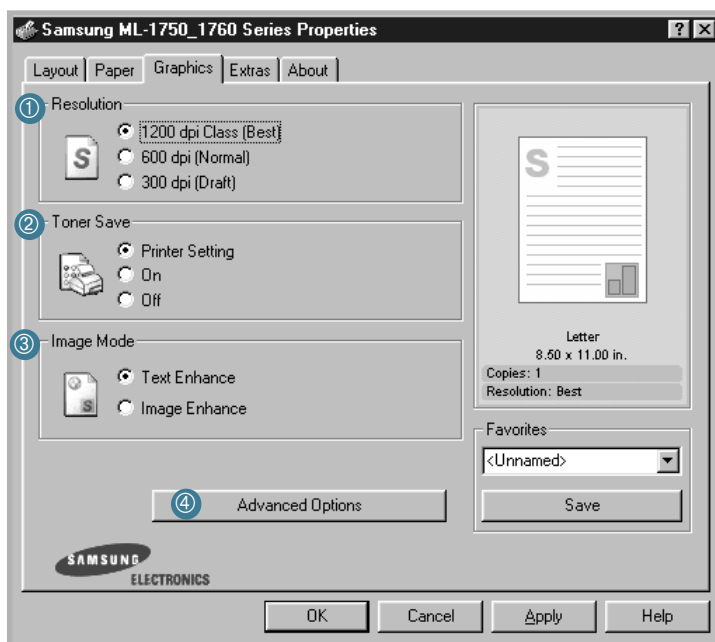 Samsung ML-1750_1760 Series Properties
Layout Paper Graphics Extras About
1 Resolution
1200 dpi Class (Best)
S 600 dpi (Normal)
300 dpi (Draft)
2 Toner Save
Printer Setting
On
Off
3 Image Mode
Text Enhance
S Image Enhance
4 Advanced Options
SAMSUNG
ELECTRONICS
S
Letter
8.50 x 11.00 in.
Copies: 1
Resolution: Best
Favorites
<Unnamed>
Save
OK Cancel Apply Help